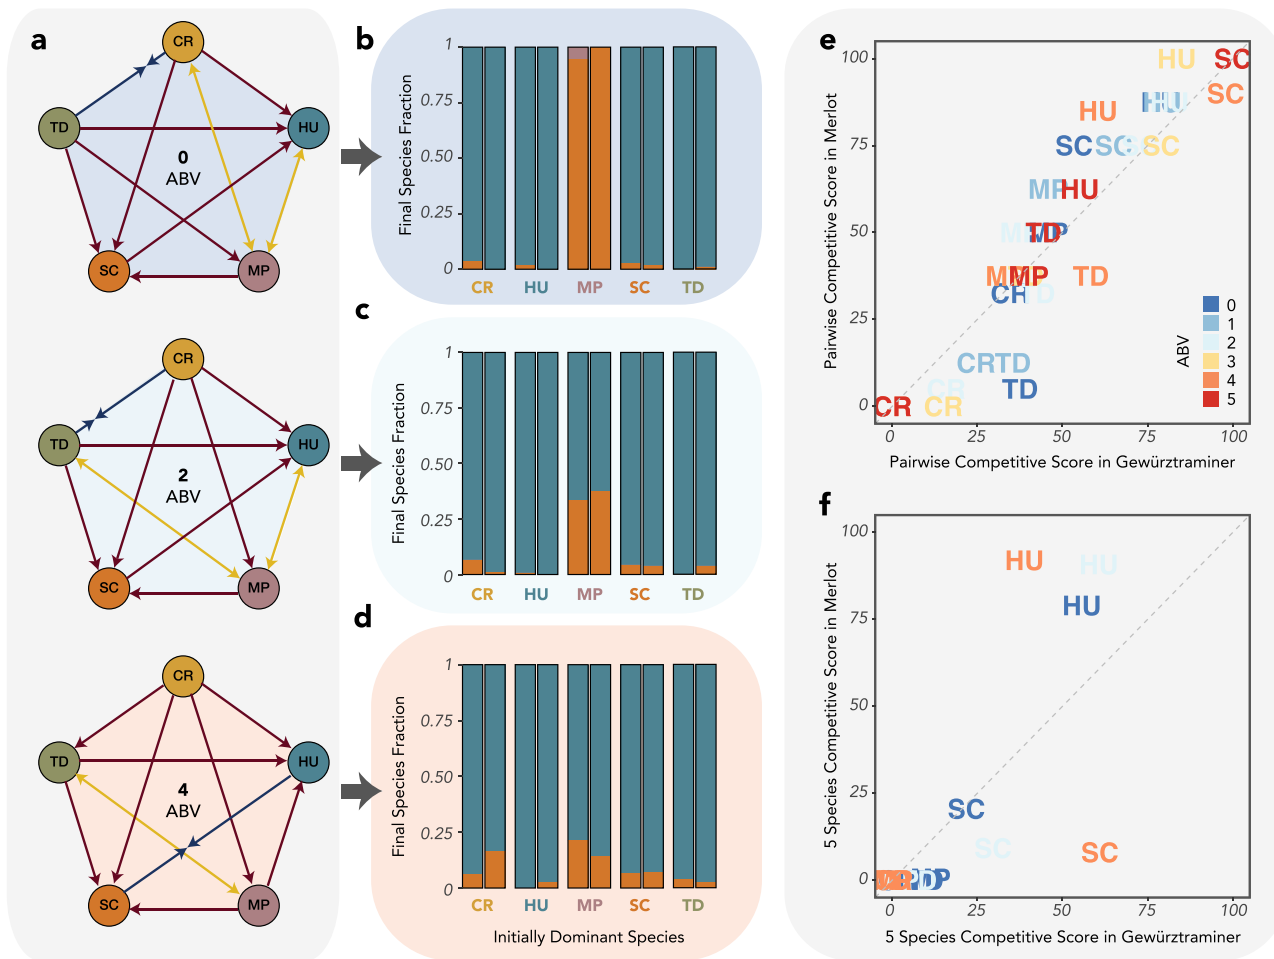 a
CR
TD
HU
0
ABV
SC
MP
CR
TD
HU
2
ABV
SC
MP
CR
TD
HU
4
ABV
SC
MP
b
Final Species Fraction
1
0.75
0.50
0.25
0
CR HU MP SC TD
c
Final Species Fraction
1
0.75
0.50
0.25
0
CR HU MP SC TD
d
Final Species Fraction
1
0.75
0.50
0.25
0
CR HU MP SC TD
Initially Dominant Species
e
Pairwise Competitive Score in Merlot
100
75
50
25
0
HU SC
SC
HU
HU
SC SC SC
MP HU
TD
MP TD
CR TD
CR TD
TD
CR
CR CR
ABV
0
1
2
3
4
5
0 25 50 75 100
Pairwise Competitive Score in Gewürztraminer
f
5 Species Competitive Score in Merlot
100
75
50
25
0
HU HU
HU
SC
SC SC
0 25 50 75 100
5 Species Competitive Score in Gewürztraminer